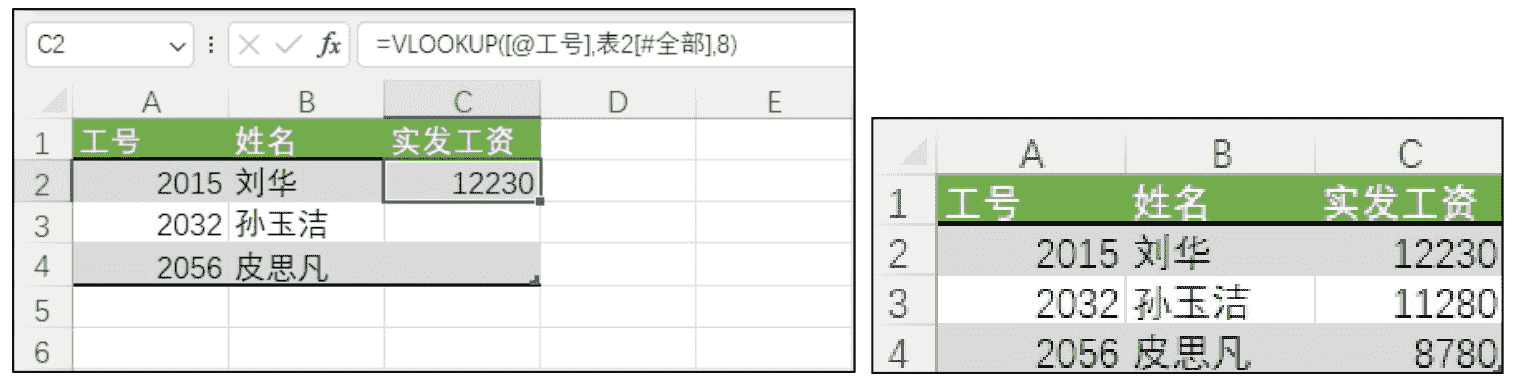 C2 fx =VLOOKUP([@工号],表2[#全部],8)
A B C D E
1 工号 姓名 实发工资
2 2015 刘华 12230
3 2032 孙玉洁
4 2056 皮思凡
5
6
A B C
1 工号 姓名 实发工资
2 2015 刘华 12230
3 2032 孙玉洁 11280
4 2056 皮思凡 8780